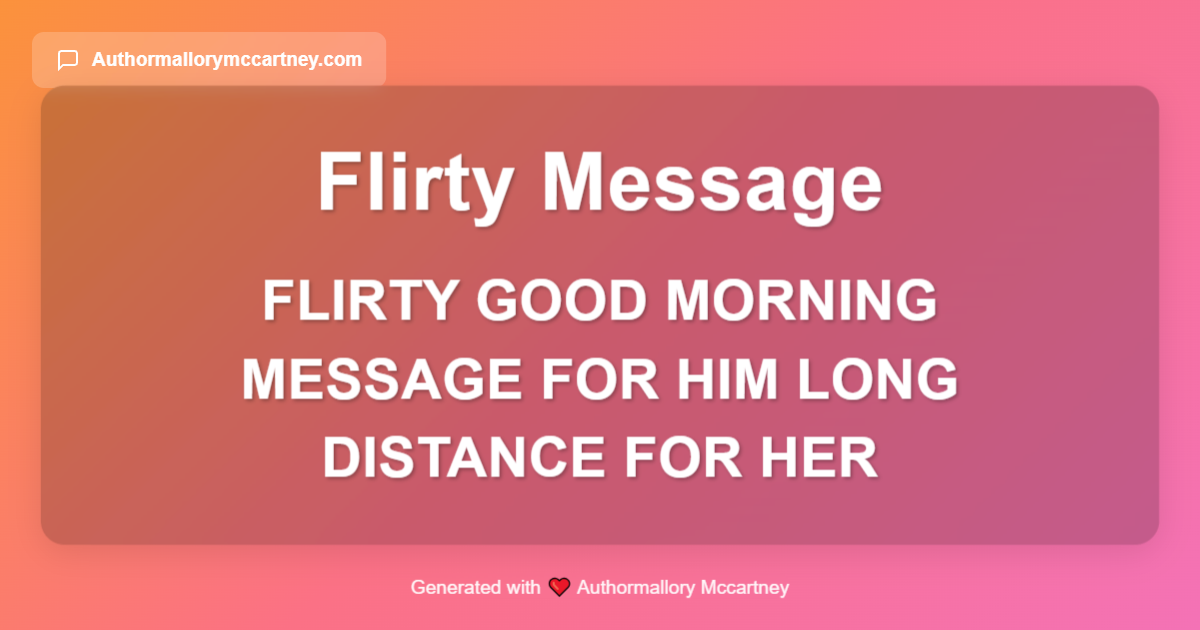 Authormallorymccartney.com
Flirty Message
FLIRTY GOOD MORNING
MESSAGE FOR HIM LONG
DISTANCE FOR HER
Generated with ❤️ Authormallory Mccartney